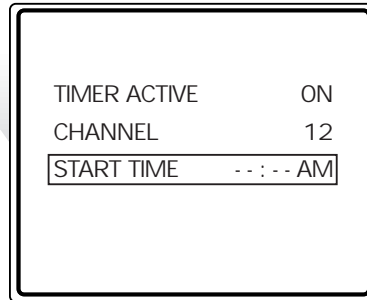 TIMER ACTIVE ON
CHANNEL 12
START TIME - - : - - AM